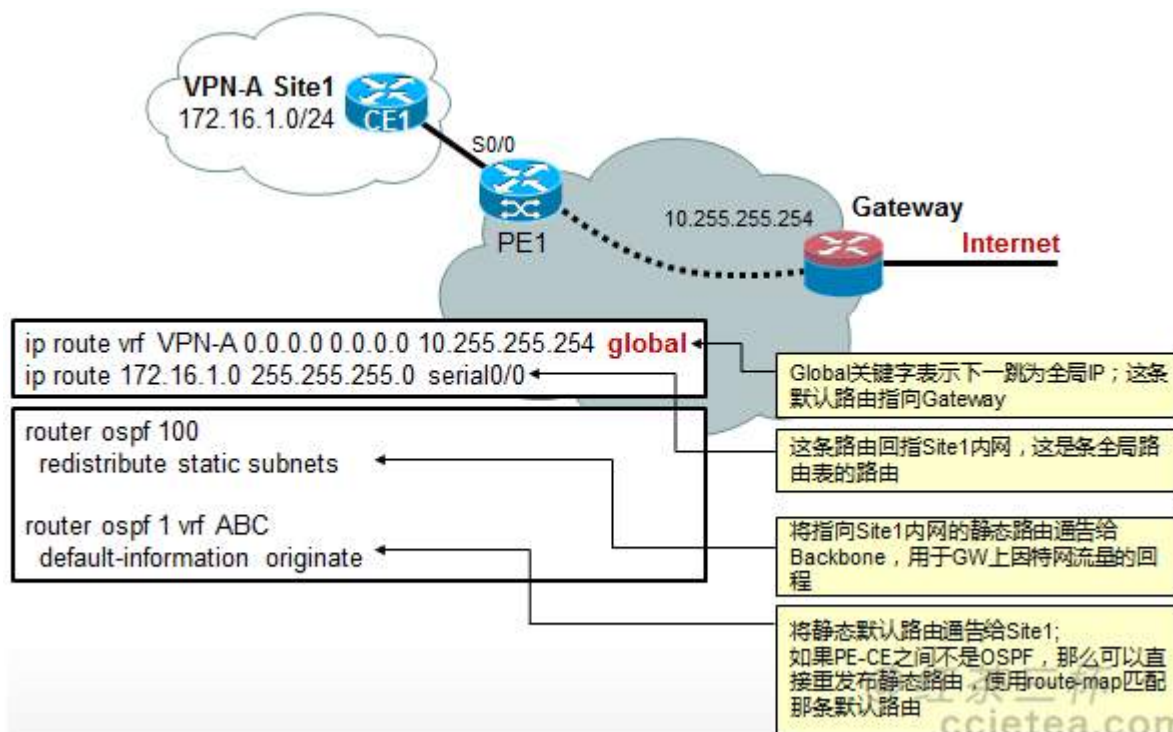 VPN-A Site1
172.16.1.0/24
CE1
S0/0
PE1
10.255.255.254
Gateway
Internet
ip route vrf VPN-A 0.0.0.0 0.0.0.0 10.255.255.254 global
ip route 172.16.1.0 255.255.255.0 serial0/0
router ospf 100
redistribute static subnets
router ospf 1 vrf ABC
default-information originate
Global关键字表示下一跳为全局IP；这条
默认路由指向Gateway
这条路由回指Site1内网，这是条全局路
由表的路由
将指向Site1内网的静态路由通告给
Backbone，用于GW上因特网流量的回
程
将静态默认路由通告给Site1;
如果PE-CE之间不是OSPF，那么可以直
接重发布静态路由，使用route-map匹配
那条默认路由
红茶三杯
ccietea.com